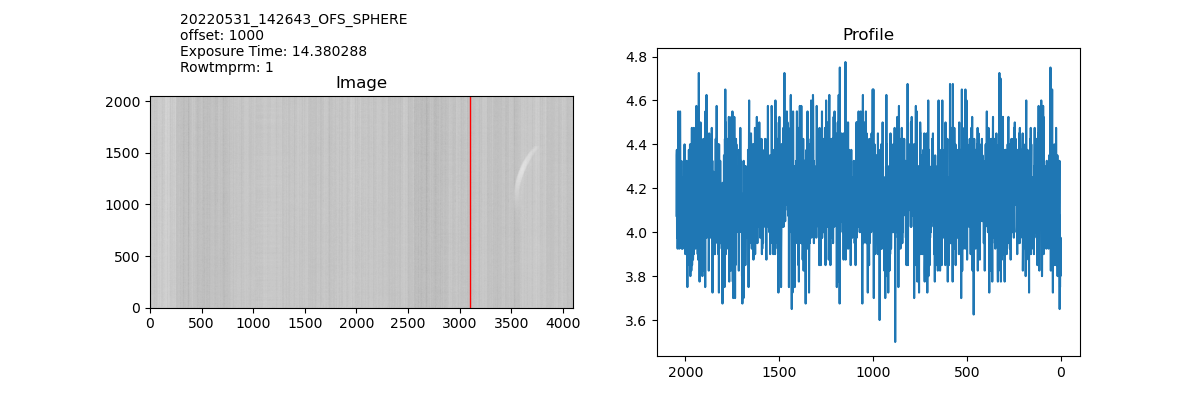 20220531_142643_OFS_SPHERE
offset: 1000
Exposure Time: 14.380288
Rowtmprm: 1
Image
2000
1500
1000
500
0
0 500 1000 1500 2000 2500 3000 3500 4000
Profile
4.8
4.6
4.4
4.2
4.0
3.8
3.6
2000 1500 1000 500 0